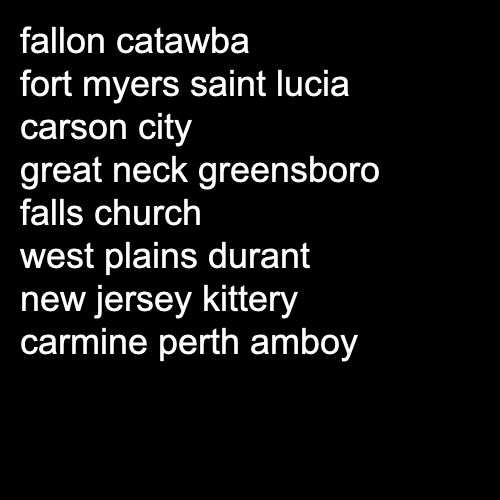 fallon catawba
fort myers saint lucia
carson city
great neck greensboro
falls church
west plains durant
new jersey kittery
carmine perth amboy